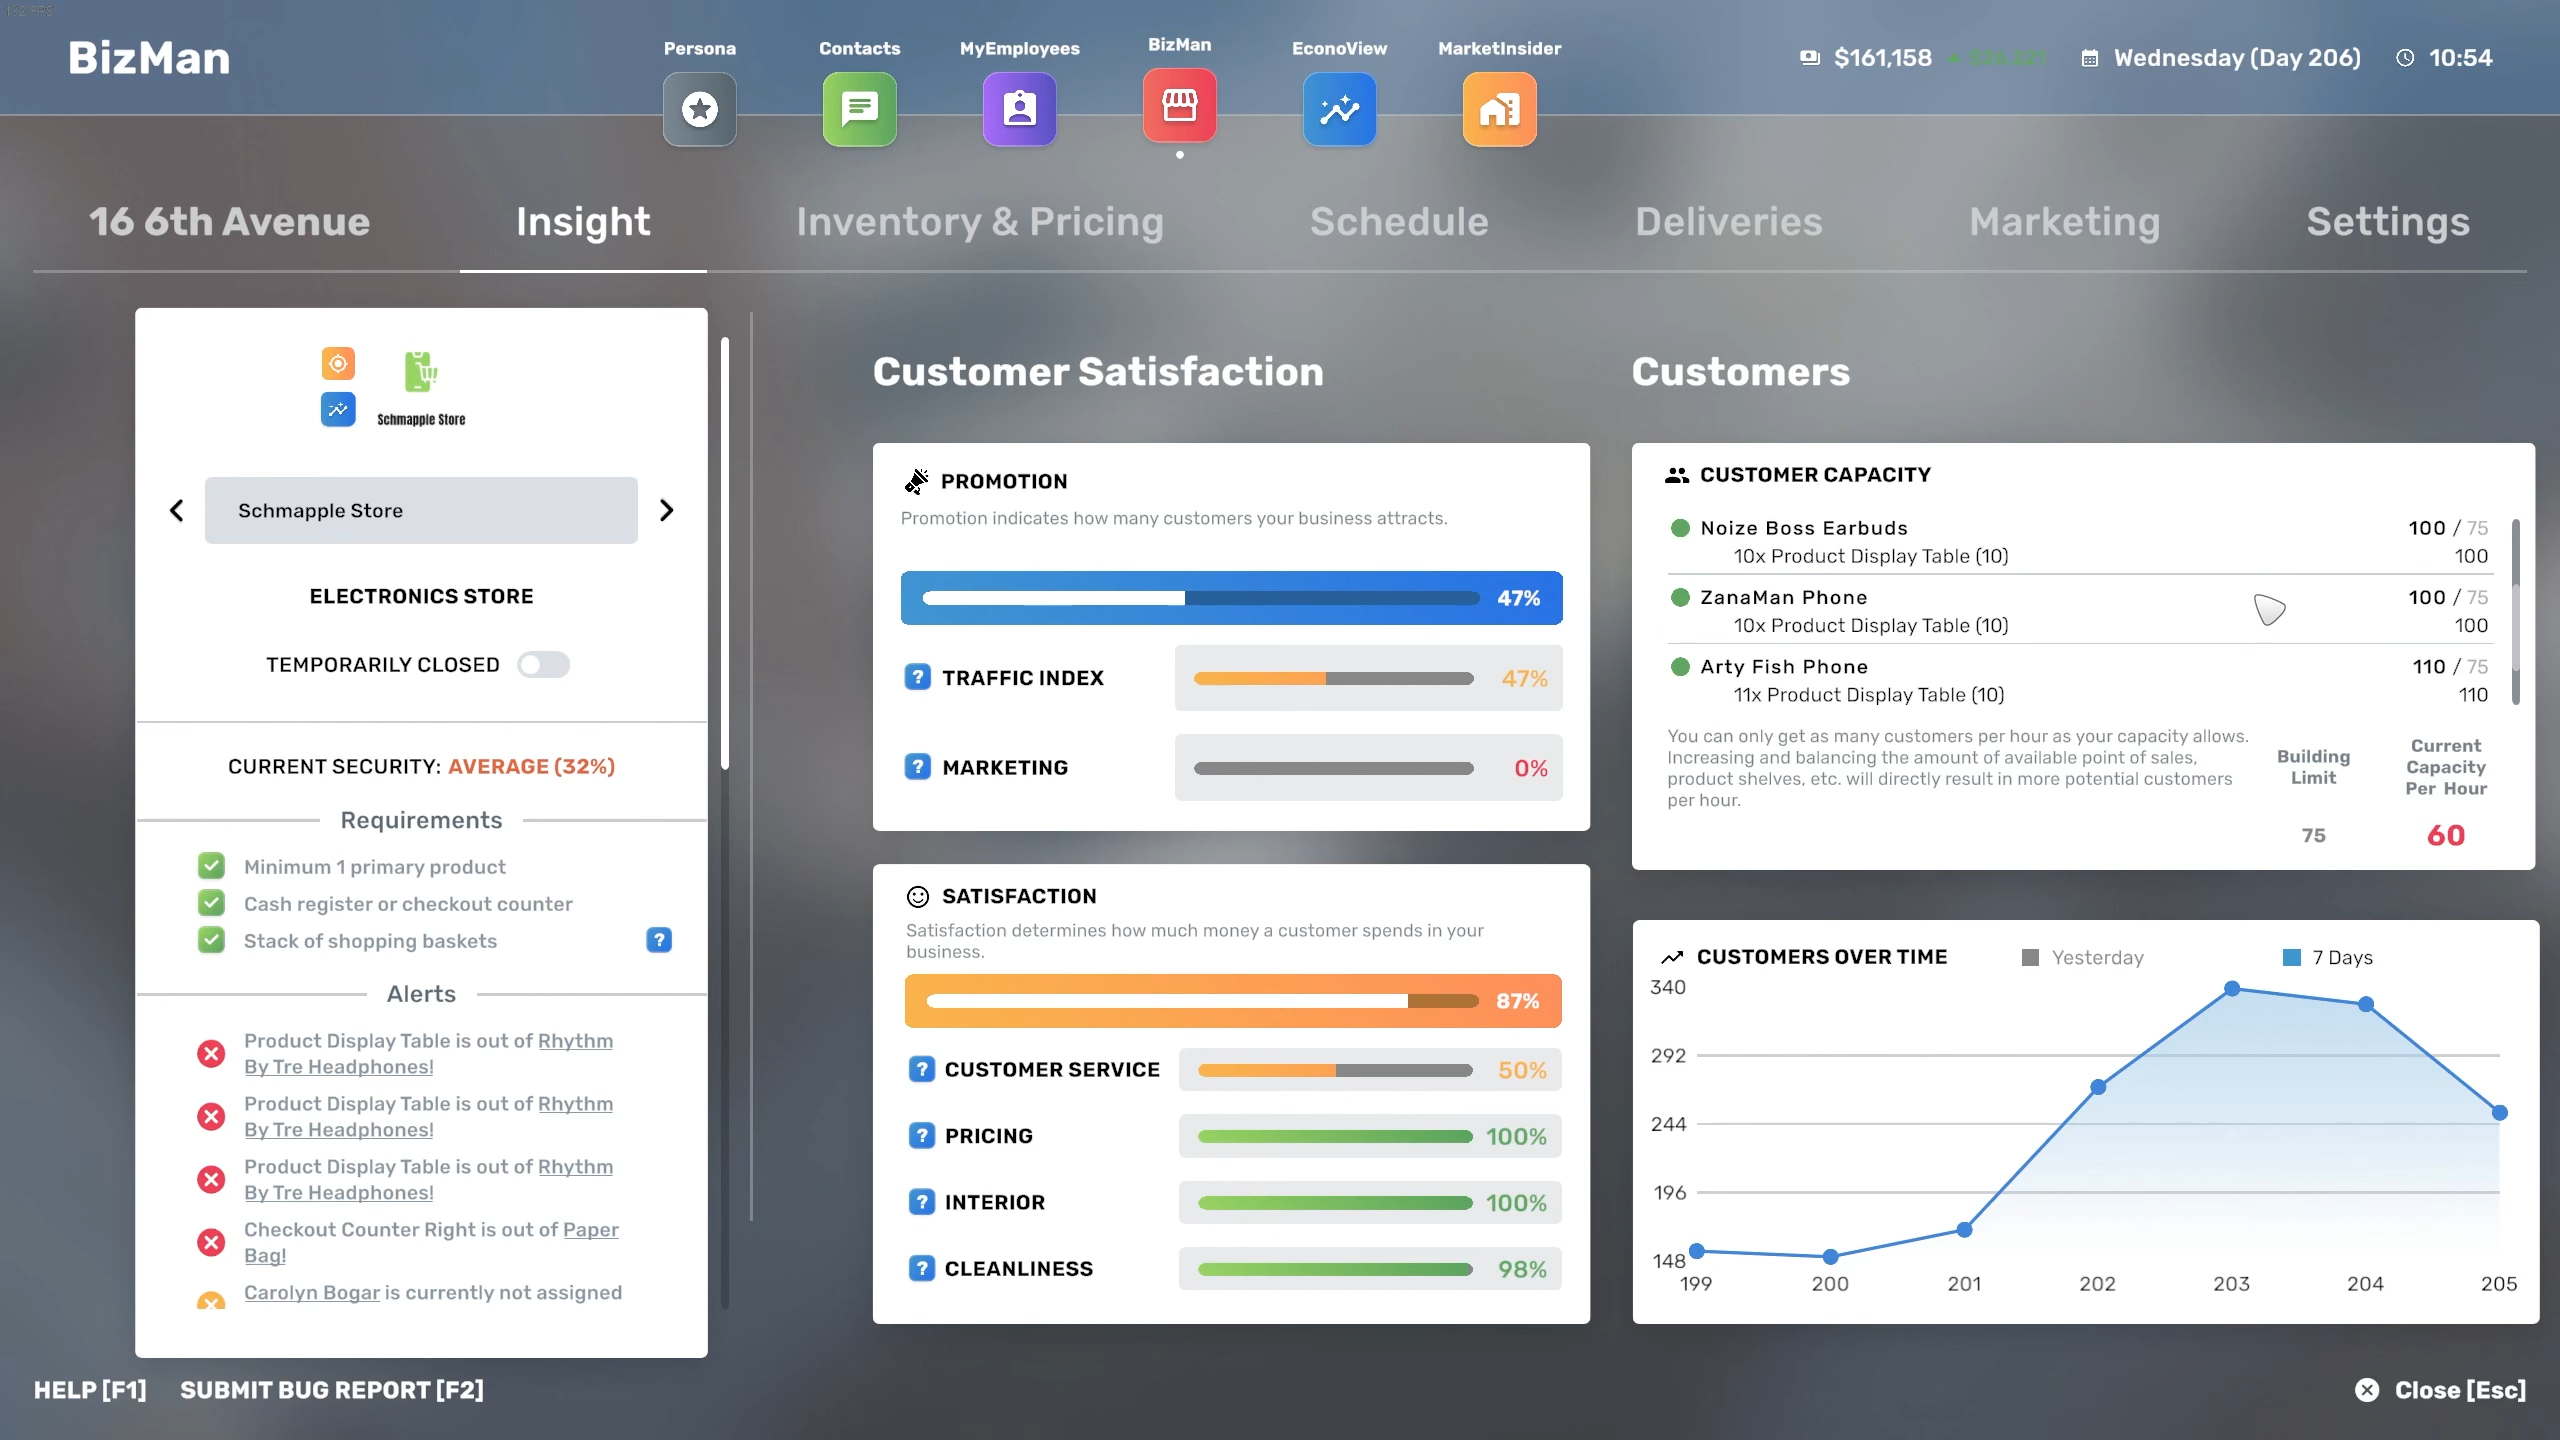 BizMan
Persona
Contacts
MyEmployees
BizMan
EconoView
MarketInsider
$161,158
Wednesday (Day 206)
10:54
16 6th Avenue
Insight
Inventory & Pricing
Schedule
Deliveries
Marketing
Settings
Schmapple Store
Schmapple Store
ELECTRONICS STORE
TEMPORARILY CLOSED
CURRENT SECURITY: AVERAGE (32%)
Requirements
Minimum 1 primary product
Cash register or checkout counter
Stack of shopping baskets
?
Alerts
Product Display Table is out of Rhythm
By Tre Headphones!
Product Display Table is out of Rhythm
By Tre Headphones!
Product Display Table is out of Rhythm
By Tre Headphones!
Checkout Counter Right is out of Paper
Bag!
Carolyn Bogar is currently not assigned
Customer Satisfaction
PROMOTION
Promotion indicates how many customers your business attracts.
47%
? TRAFFIC INDEX 47%
? MARKETING 0%
SATISFACTION
Satisfaction determines how much money a customer spends in your
business.
87%
? CUSTOMER SERVICE 50%
? PRICING 100%
? INTERIOR 100%
? CLEANLINESS 98%
Customers
CUSTOMER CAPACITY
Noize Boss Earbuds 100 / 75
10x Product Display Table (10) 100
ZanaMan Phone 100 / 75
10x Product Display Table (10) 100
Arty Fish Phone 110 / 75
11x Product Display Table (10) 110
You can only get as many customers per hour as your capacity allows.
Increasing and balancing the amount of available point of sales,
product shelves, etc. will directly result in more potential customers
per hour.
Building
Limit
75
Current
Capacity
Per Hour
60
CUSTOMERS OVER TIME
Yesterday
7 Days
340
292
244
196
148
199 200 201 202 203 204 205
HELP [F1]
SUBMIT BUG REPORT [F2]
Close [Esc]